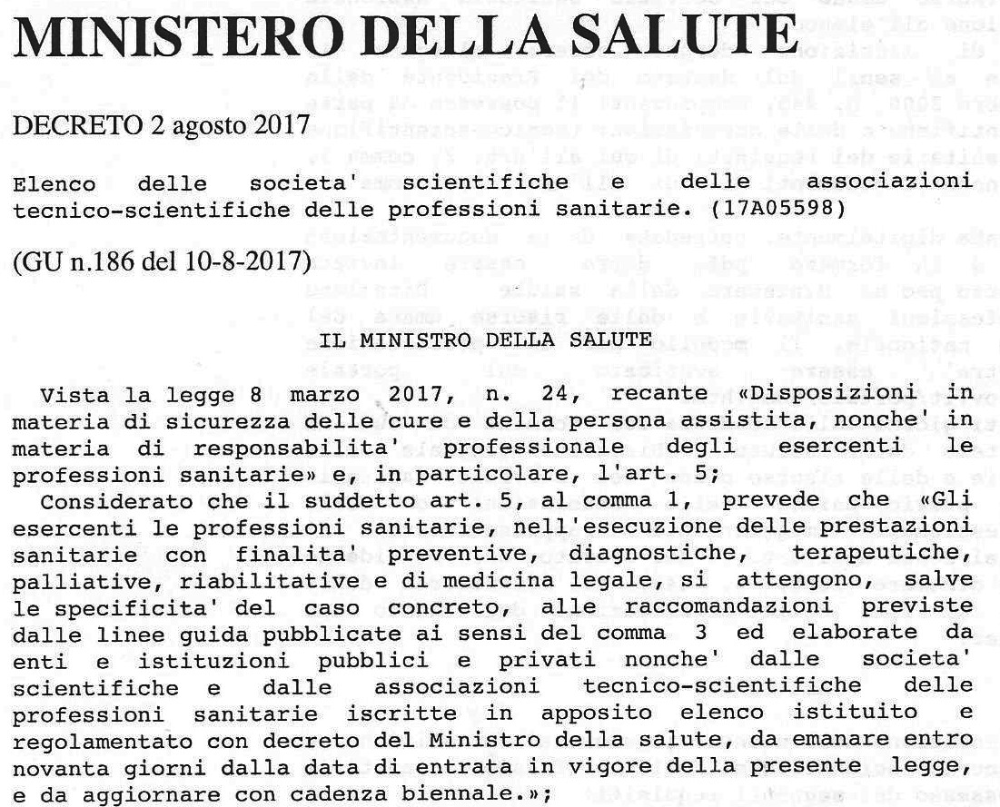 MINISTERO DELLA SALUTE
DECRETO 2 agosto 2017
Elenco delle societa' scientifiche e delle associazioni
tecnico-scientifiche delle professioni sanitarie. (17A05598)
(GU n.186 del 10-8-2017)
IL MINISTRO DELLA SALUTE
Vista la legge 8 marzo 2017, n. 24, recante «Disposizioni in
materia di sicurezza delle cure e della persona assistita, nonche' in
materia di responsabilita' professionale degli esercenti le
professioni sanitarie» e, in particolare, l'art. 5;
Considerato che il suddetto art. 5, al comma 1, prevede che «Gli
esercenti le professioni sanitarie, nell'esecuzione delle prestazioni
sanitarie con finalita' preventive, diagnostiche, terapeutiche,
palliative, riabilitative e di medicina legale, si attengono, salve
le specificita' del caso concreto, alle raccomandazioni previste
dalle linee guida pubblicate ai sensi del comma 3 ed elaborate da
enti e istituzioni pubblici e privati nonche' dalle societa'
scientifiche e dalle associazioni tecnico-scientifiche delle
professioni sanitarie iscritte in apposito elenco istituito e
regolamentato con decreto del Ministro della salute, da emanare entro
novanta giorni dalla data di entrata in vigore della presente legge,
e da aggiornare con cadenza biennale.»;